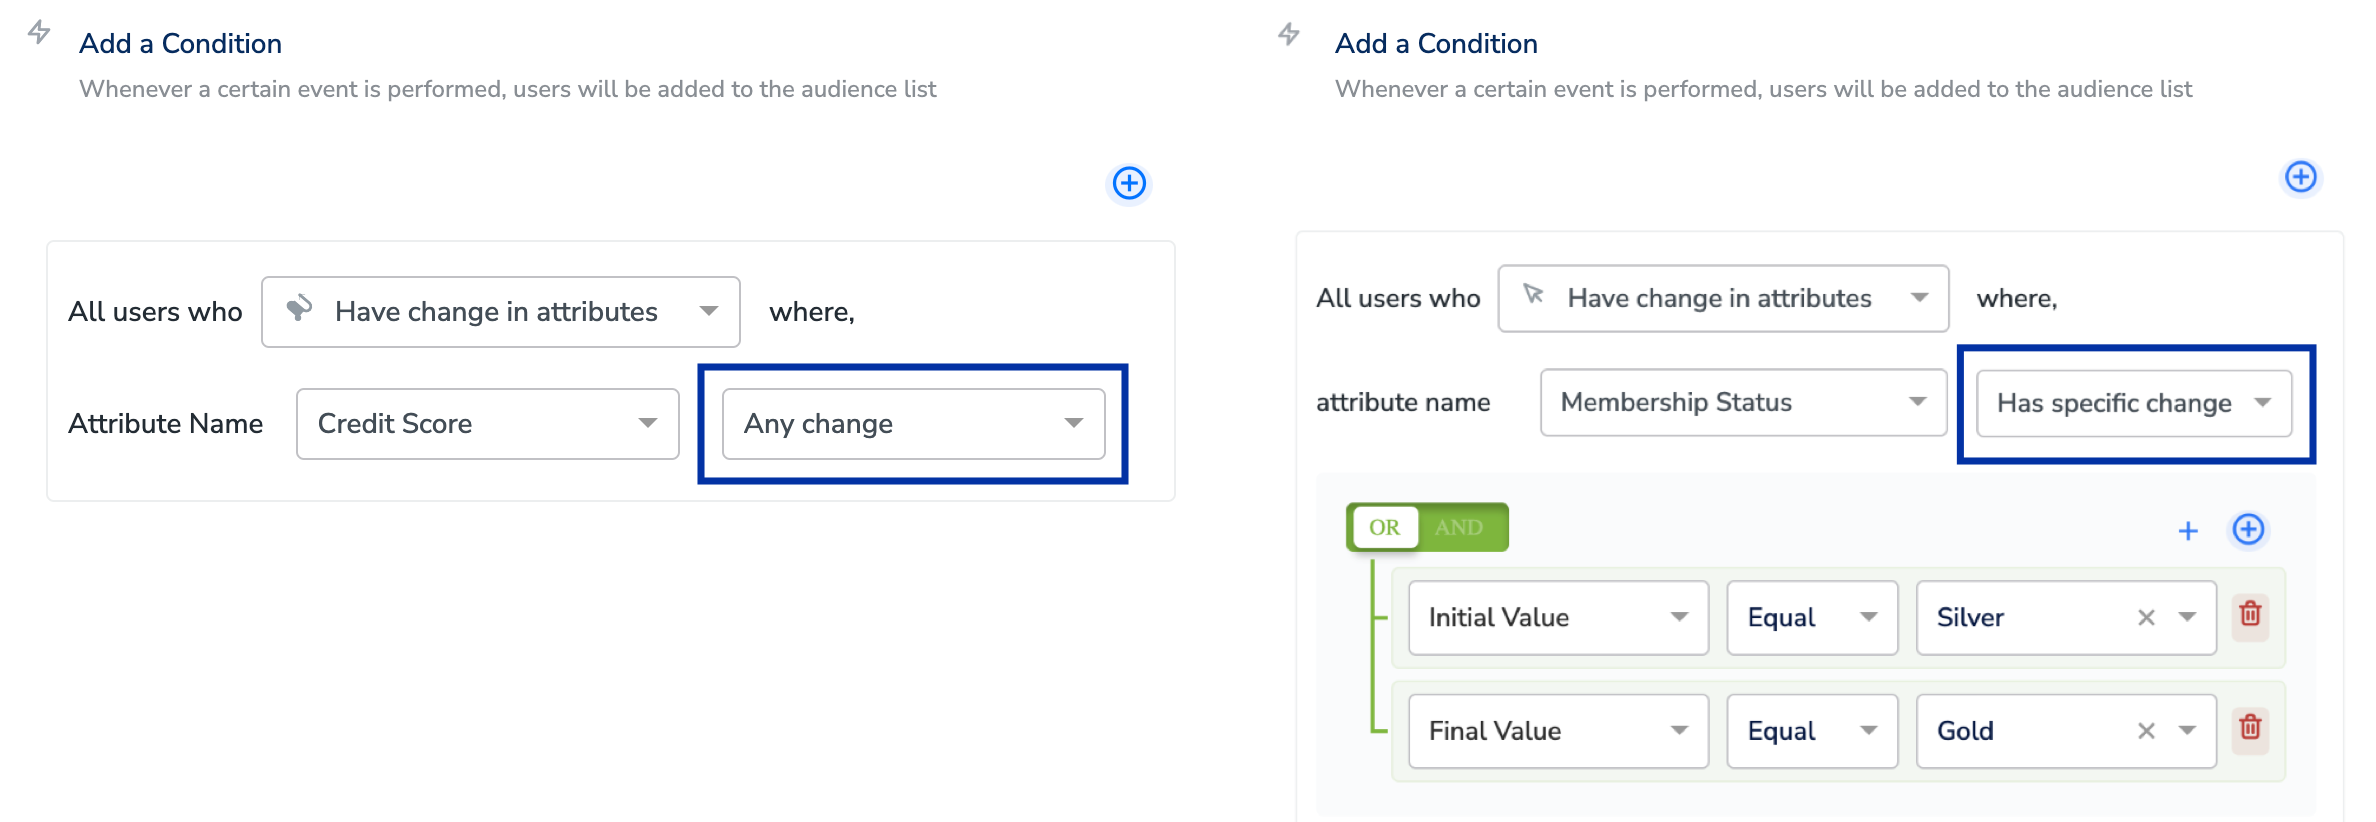 Add a Condition
Whenever a certain event is performed, users will be added to the audience list
All users who Have change in attributes where,
Attribute Name Credit Score Any change
Add a Condition
Whenever a certain event is performed, users will be added to the audience list
All users who Have change in attributes where,
attribute name Membership Status Has specific change
OR AND
Initial Value Equal Silver
Final Value Equal Gold